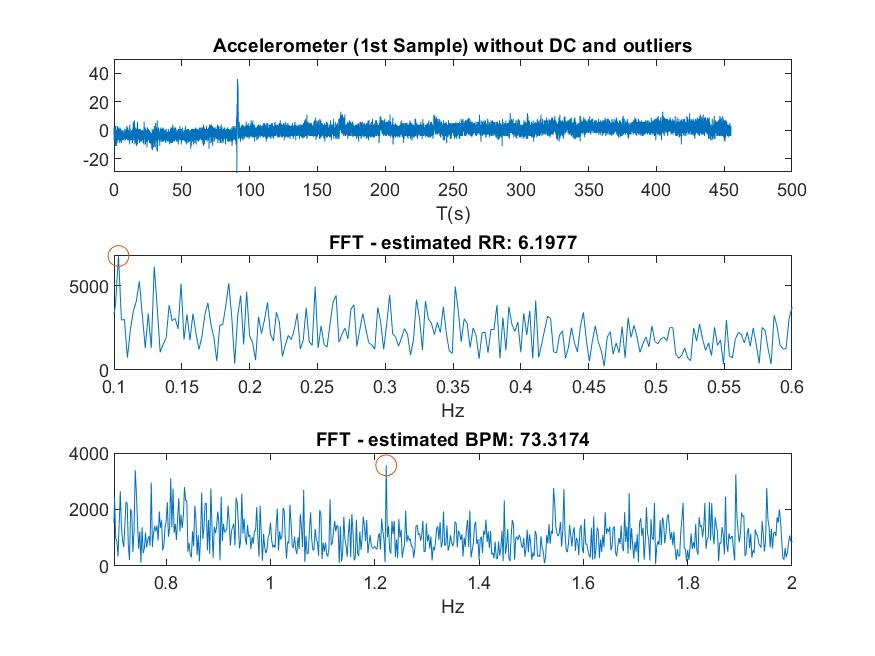 Accelerometer (1st Sample) without DC and outliers
40
20
0
-20
0 50 100 150 200 250 300 350 400 450 500
T(s)
FFT - estimated RR: 6.1977
5000
0
0.1 0.15 0.2 0.25 0.3 0.35 0.4 0.45 0.5 0.55 0.6
Hz
FFT - estimated BPM: 73.3174
4000
2000
0
0.8 1 1.2 1.4 1.6 1.8 2
Hz